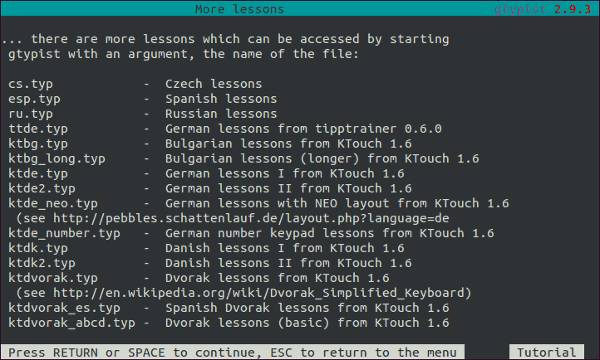 More lessons gtypist 2.9.3
... there are more lessons which can be accessed by starting
gtypist with an argument, the name of the file:
cs.typ - Czech lessons
esp.typ - Spanish lessons
ru.typ - Russian lessons
ttde.typ - German lessons from tipptrainer 0.6.0
ktbg.typ - Bulgarian lessons from KTouch 1.6
ktbg_long.typ - Bulgarian lessons (longer) from KTouch 1.6
ktde.typ - German lessons I from KTouch 1.6
ktde2.typ - German lessons II from KTouch 1.6
ktde_neo.typ - German lessons with NEO layout from KTouch 1.6
(see http://pebbles.schattenlauf.de/layout.php?language=de
ktde_number.typ - German number keypad lessons from KTouch 1.6
ktdk.typ - Danish lessons I from KTouch 1.6
ktdk2.typ - Danish lessons II from KTouch 1.6
ktdvorak.typ - Dvorak lessons from KTouch 1.6
(see http://en.wikipedia.org/wiki/Dvorak_Simplified_Keyboard)
ktdvorak_es.typ - Spanish Dvorak lessons from KTouch 1.6
ktdvorak_abcd.typ - Dvorak lessons (basic) from KTouch 1.6
Press RETURN or SPACE to continue, ESC to return to the menu Tutorial